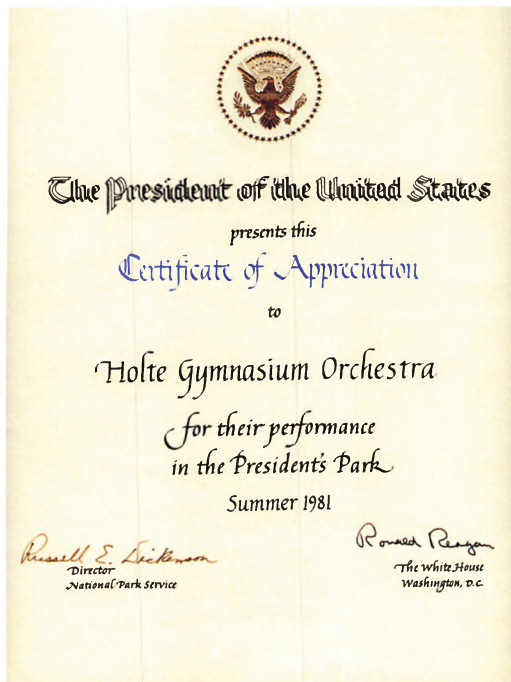 The President of the United States
presents this
Certificate of Appreciation
to
Holte Gymnasium Orchestra
for their performance
in the President's Park
Summer 1981
Russell E. Dickenson
Director
National Park Service
Ronald Reagan
The White House
Washington, D.C.